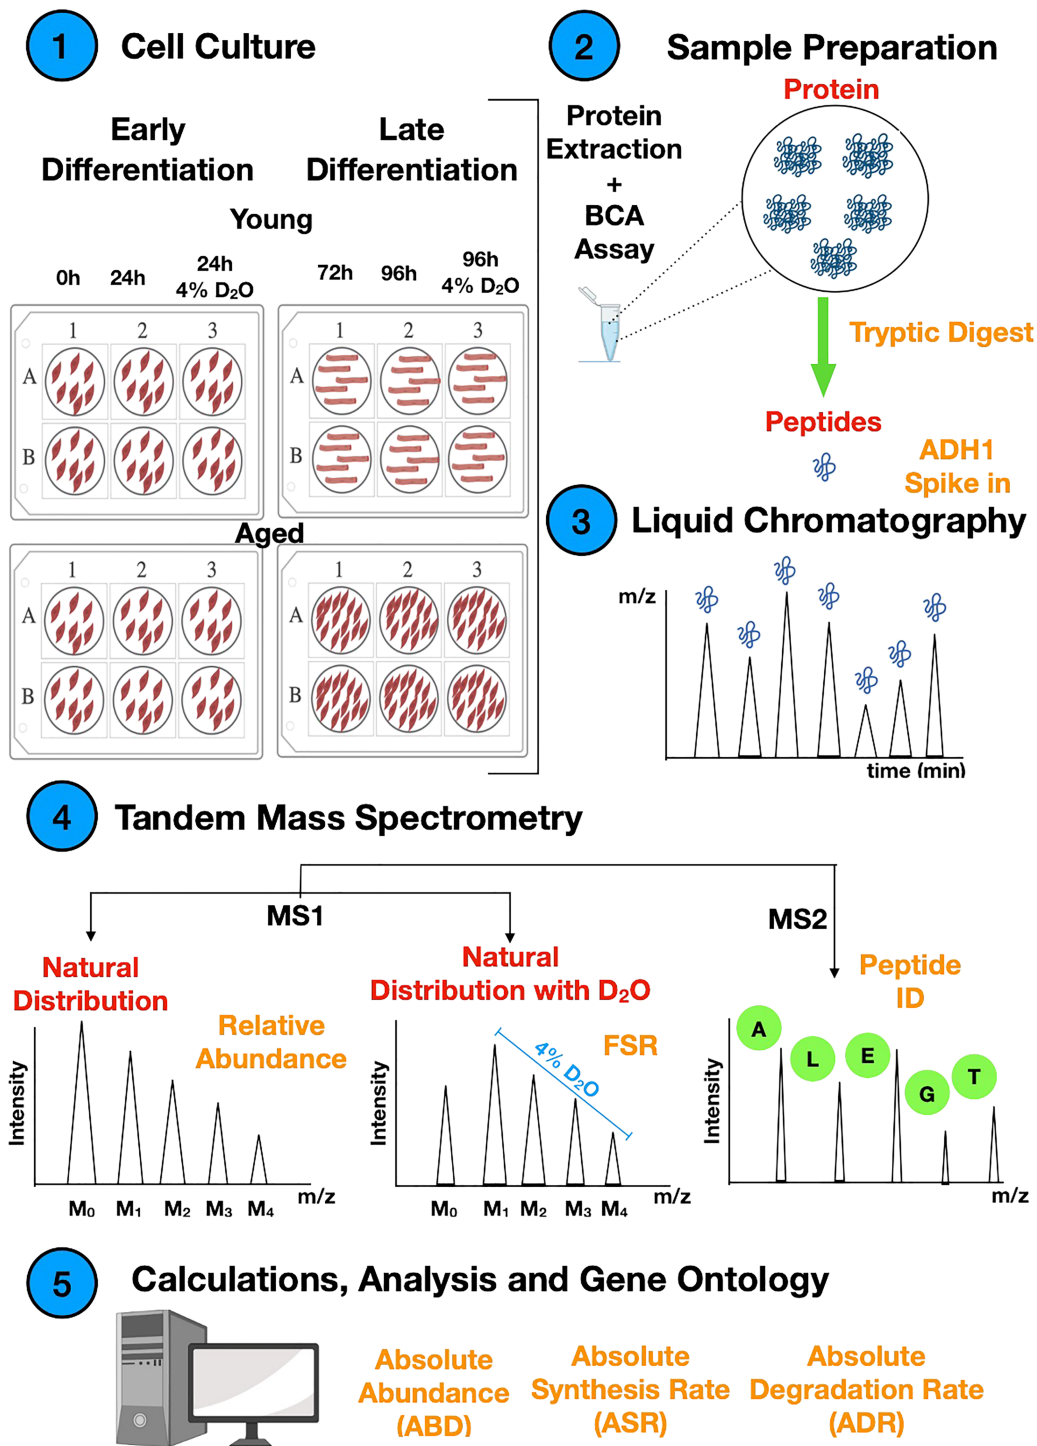 1 Cell Culture
Early
Differentiation
Late
Differentiation
Young
0h 24h 24h
4% D₂O
72h 96h 96h
4% D₂O
1 2 3
A
B
1 2 3
A
B
Aged
1 2 3
A
B
1 2 3
A
B
2 Sample Preparation
Protein
Extraction
+
BCA
Assay
Protein
Tryptic Digest
Peptides
ADH1
Spike in
3 Liquid Chromatography
m/z
time (min)
4 Tandem Mass Spectrometry
MS1
MS2
Natural
Distribution
Relative
Abundance
Intensity
M₀ M₁ M₂ M₃ M₄
m/z
Natural
Distribution with D₂O
FSR
4% D₂O
Intensity
M₀ M₁ M₂ M₃ M₄
m/z
Peptide
ID
A L E G T
Intensity
m/z
5 Calculations, Analysis and Gene Ontology
Absolute
Abundance
(ABD)
Absolute
Synthesis Rate
(ASR)
Absolute
Degradation Rate
(ADR)